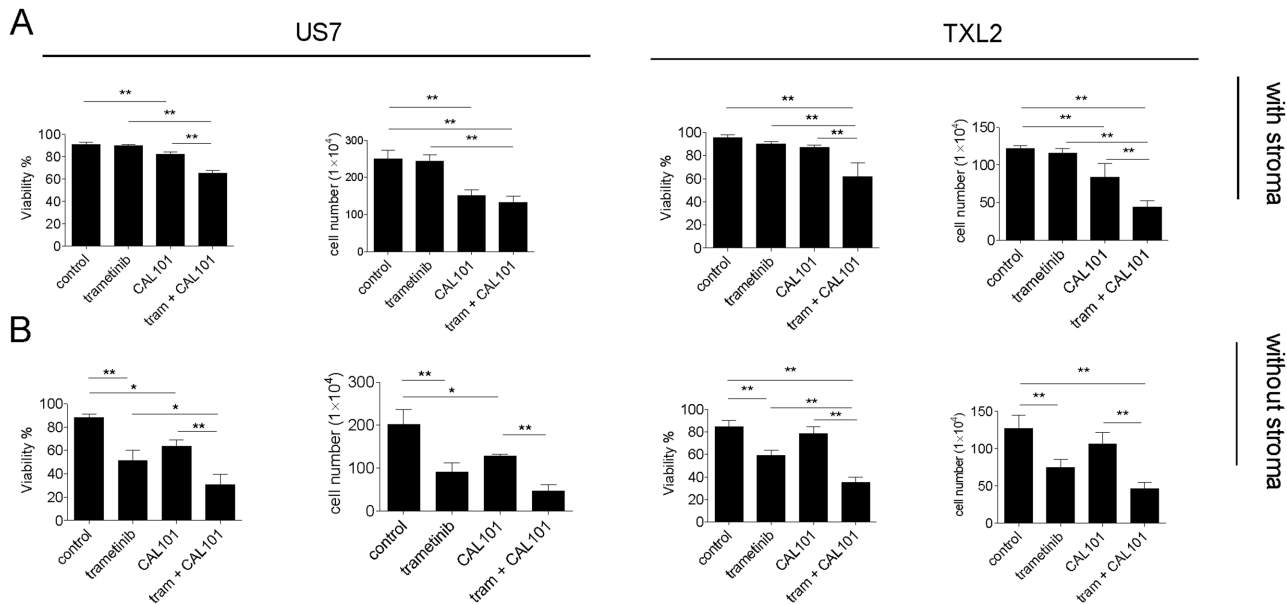 A
US7
TXL2
with stroma
**
**
**
Viability %
100
80
60
40
20
0
control
trametinib
CAL101
tram + CAL101
**
**
**
cell number (1×10⁴)
300
200
100
0
control
trametinib
CAL101
tram + CAL101
**
**
**
Viability %
100
80
60
40
20
0
control
trametinib
CAL101
tram + CAL101
**
**
**
**
cell number (1×10⁴)
150
100
50
0
control
trametinib
CAL101
tram + CAL101
B
without stroma
**
*
*
**
Viability %
100
80
60
40
20
0
control
trametinib
CAL101
tram + CAL101
**
*
**
cell number (1×10⁴)
300
200
100
0
control
trametinib
CAL101
tram + CAL101
**
**
**
**
Viability %
100
80
60
40
20
0
control
trametinib
CAL101
tram + CAL101
**
**
**
cell number (1×10⁴)
150
100
50
0
control
trametinib
CAL101
tram + CAL101